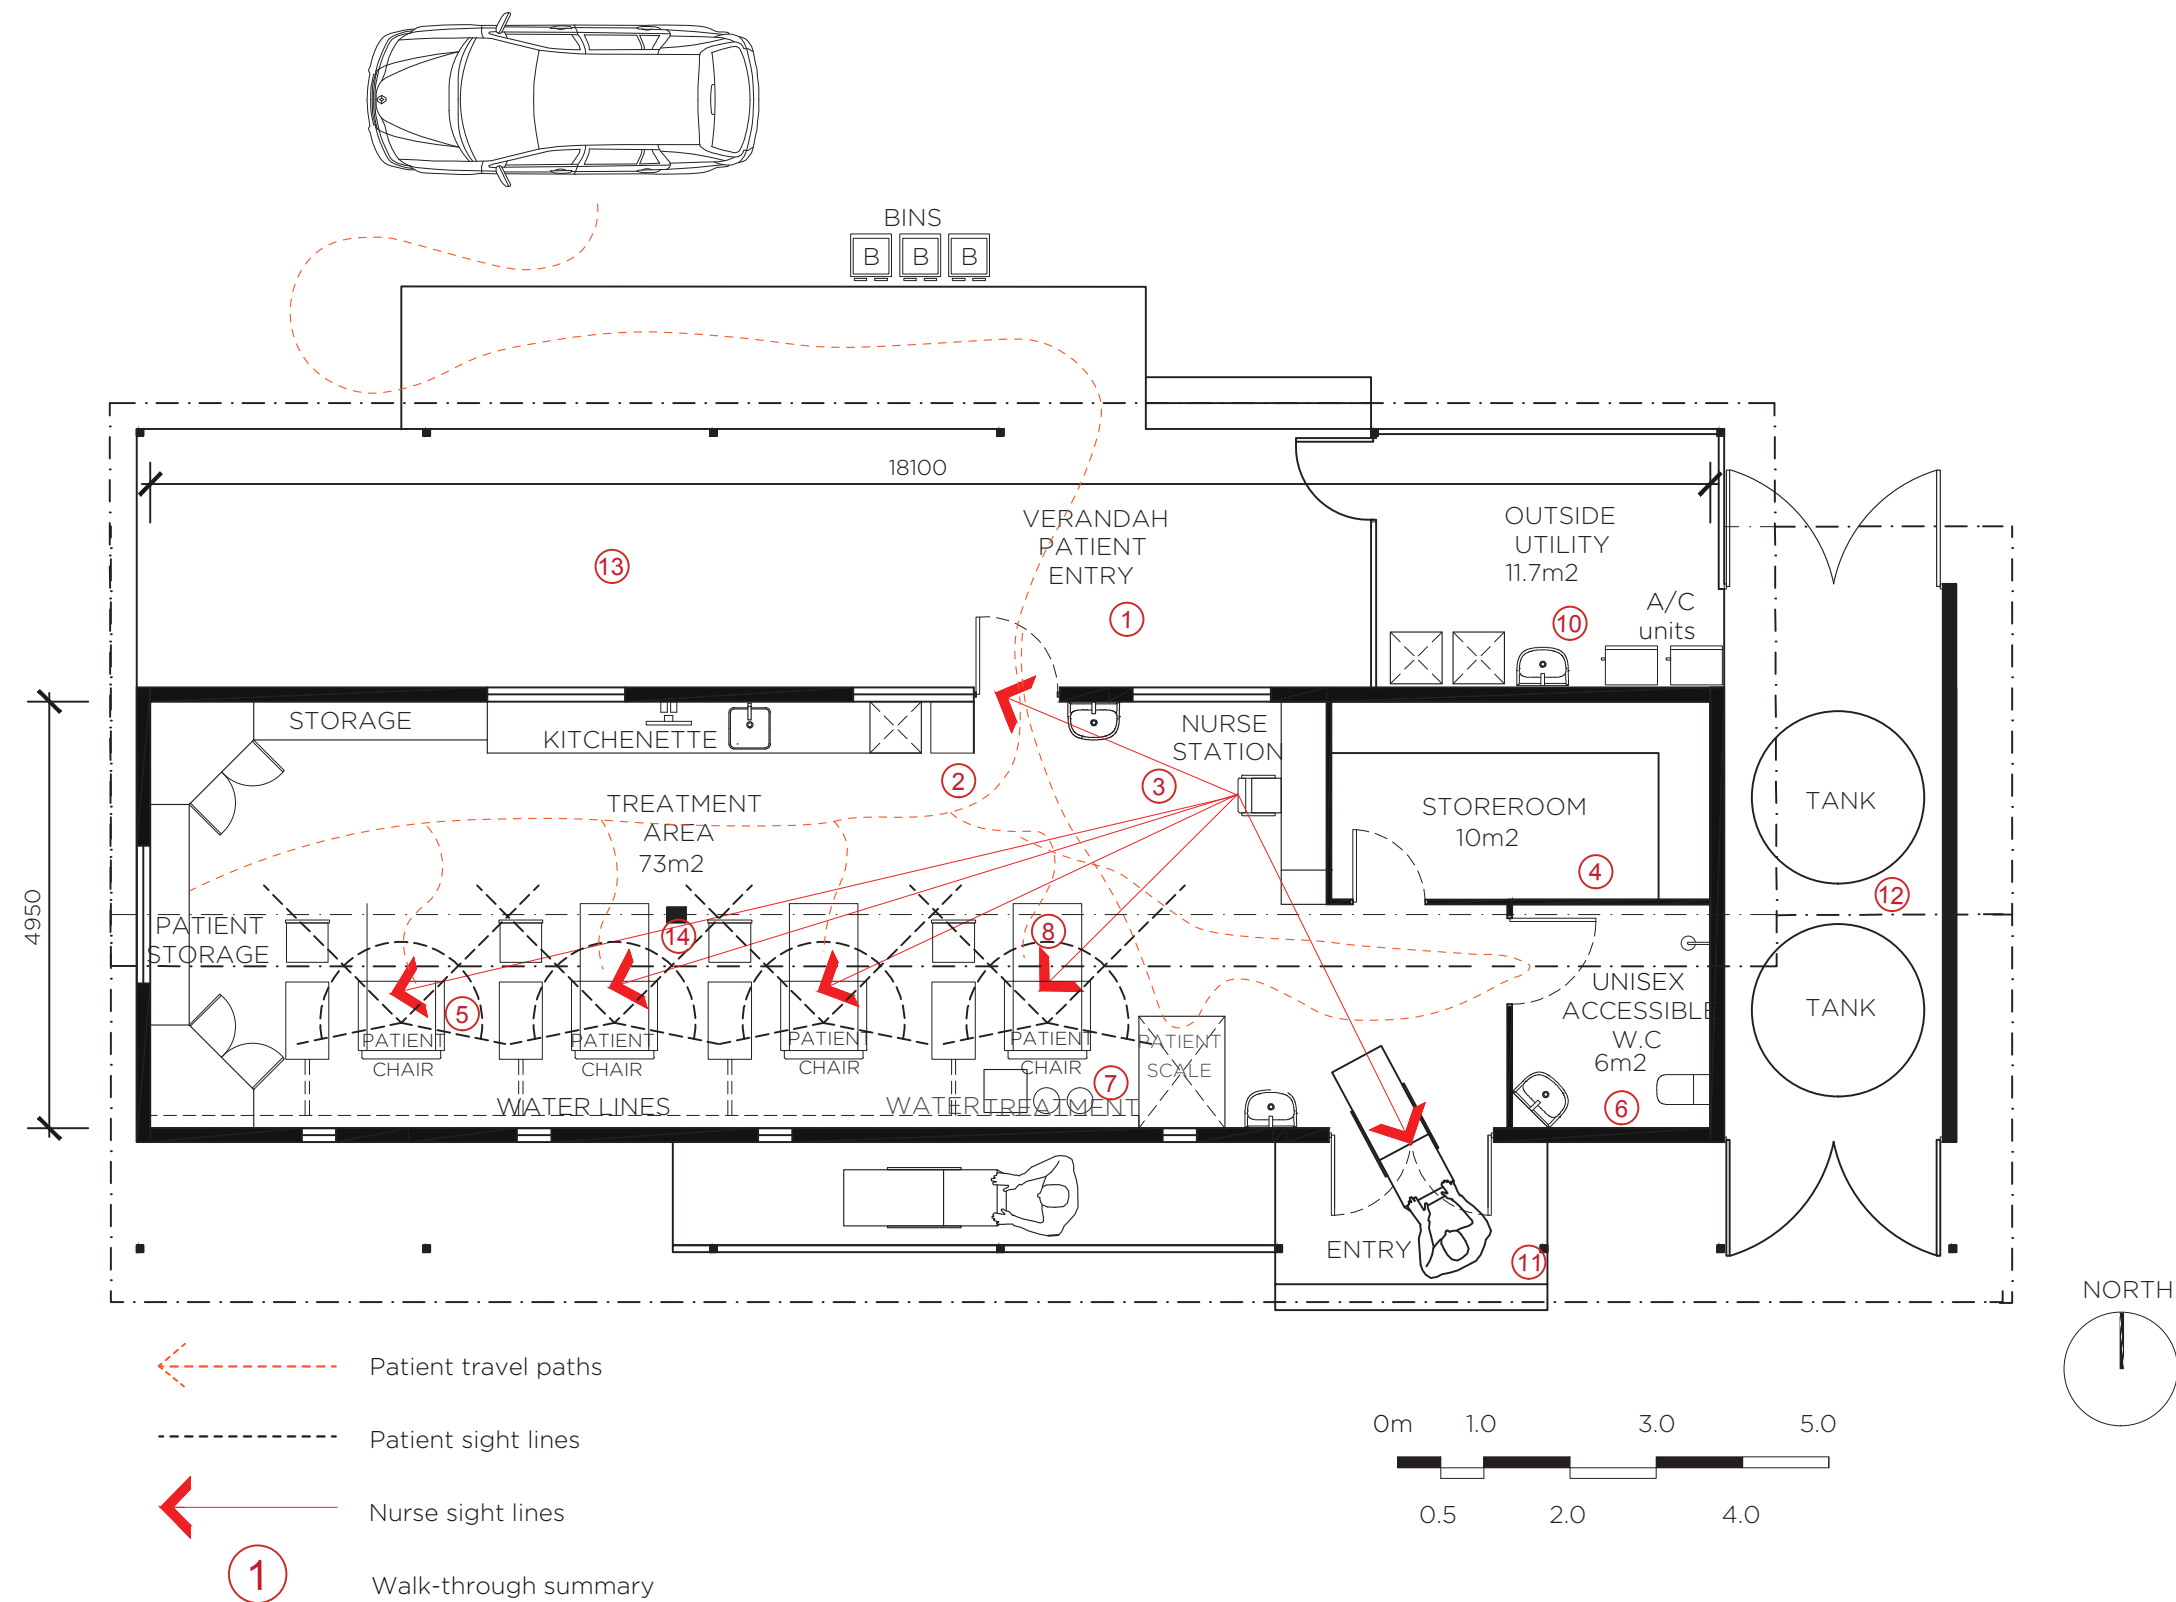 BINS
B
B
B
18100
VERANDAH
PATIENT
ENTRY
OUTSIDE
UTILITY
11.7m2
13
1
10
A/C
units
STORAGE
KITCHENETTE
NURSE
STATION
2
3
TREATMENT
AREA
73m2
STOREROOM
10m2
4
TANK
12
4950
PATIENT
STORAGE
14
8
5
UNISEX
ACCESSIBLE
W.C
6m2
TANK
PATIENT
CHAIR
PATIENT
CHAIR
PATIENT
CHAIR
PATIENT
CHAIR
PATIENT
SCALE
7
6
WATER LINES
WATER TREATMENT
ENTRY
11
NORTH
Patient travel paths
Patient sight lines
Nurse sight lines
1
Walk-through summary
0m
1.0
3.0
5.0
0.5
2.0
4.0